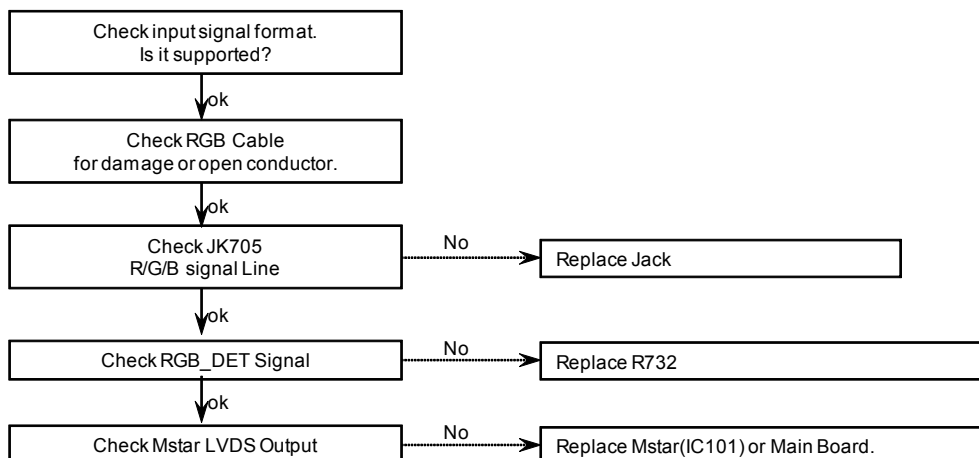 Check input signal format.
Is it supported?
ok
Check RGB Cable
for damage or open conductor.
ok
Check JK705
R/G/B signal Line
No
Replace Jack
ok
Check RGB_DET Signal
No
Replace R732
ok
Check Mstar LVDS Output
No
Replace Mstar(IC101) or Main Board.